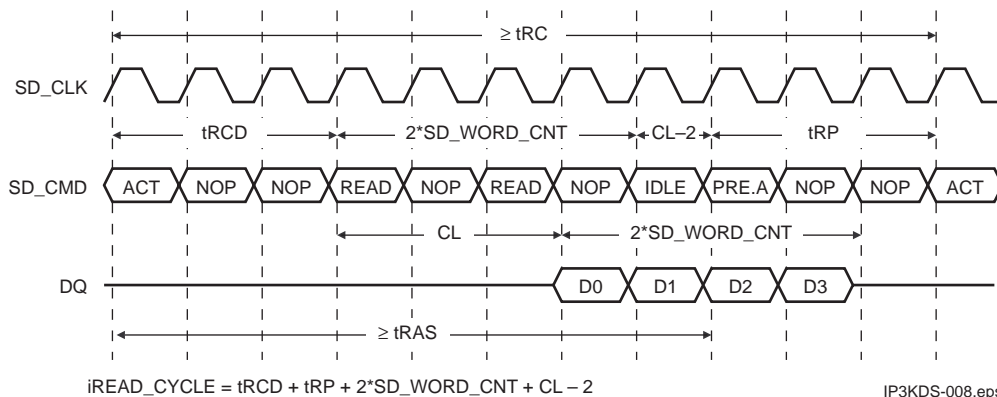 ≥ tRC
SD_CLK
tRCD 2*SD_WORD_CNT CL–2 tRP
SD_CMD ACT NOP NOP READ NOP READ NOP IDLE PRE.A NOP NOP ACT
CL 2*SD_WORD_CNT
DQ D0 D1 D2 D3
≥ tRAS
iREAD_CYCLE = tRCD + tRP + 2*SD_WORD_CNT + CL – 2
IP3KDS-008.eps